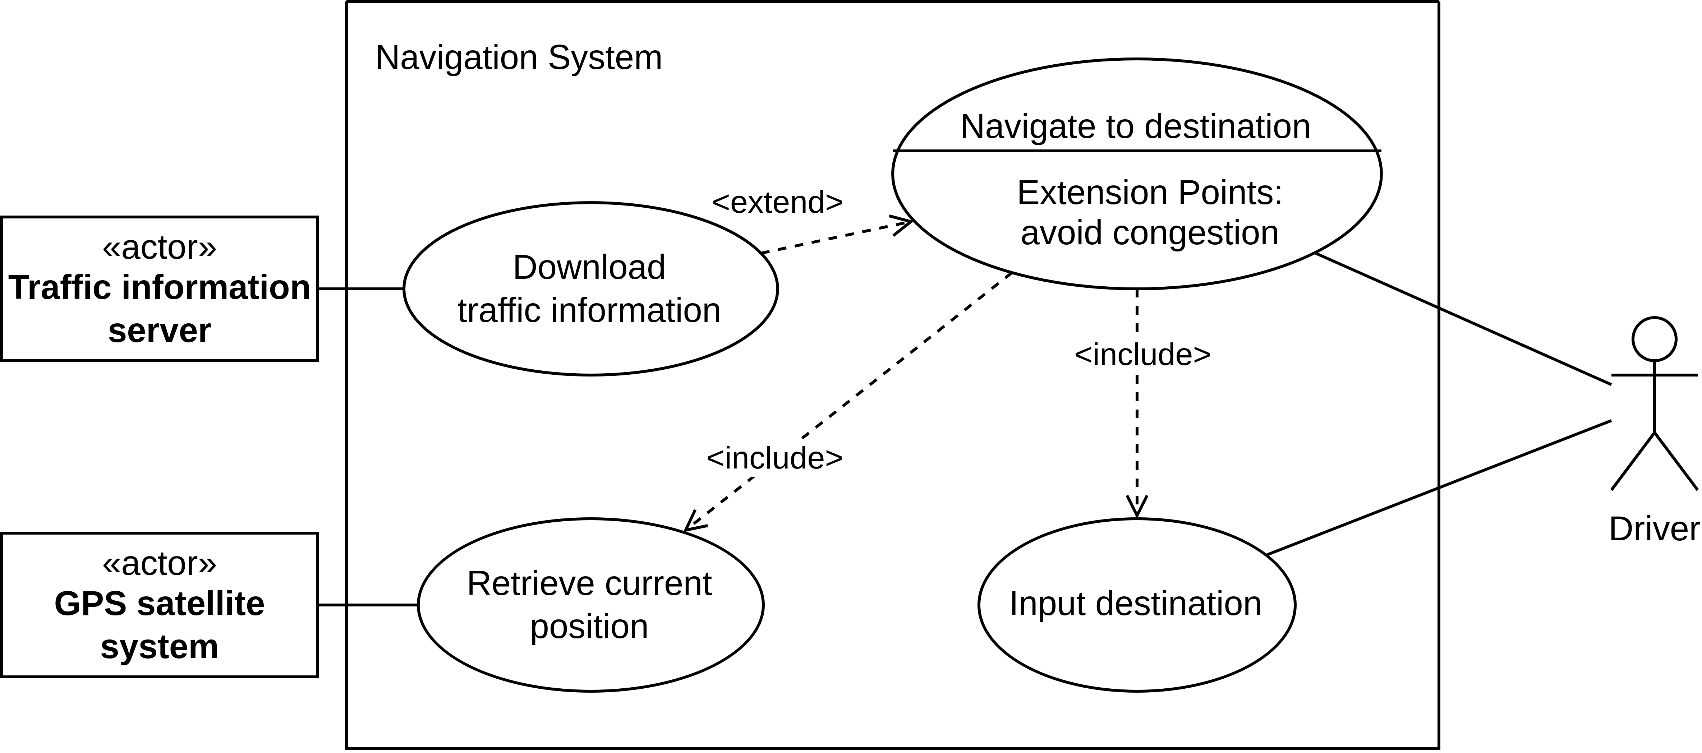 Navigation System
Navigate to destination
Extension Points:
avoid congestion
<extend>
«actor»
Traffic information
server
Download
traffic information
<include>
<include>
«actor»
GPS satellite
system
Retrieve current
position
Input destination
Driver